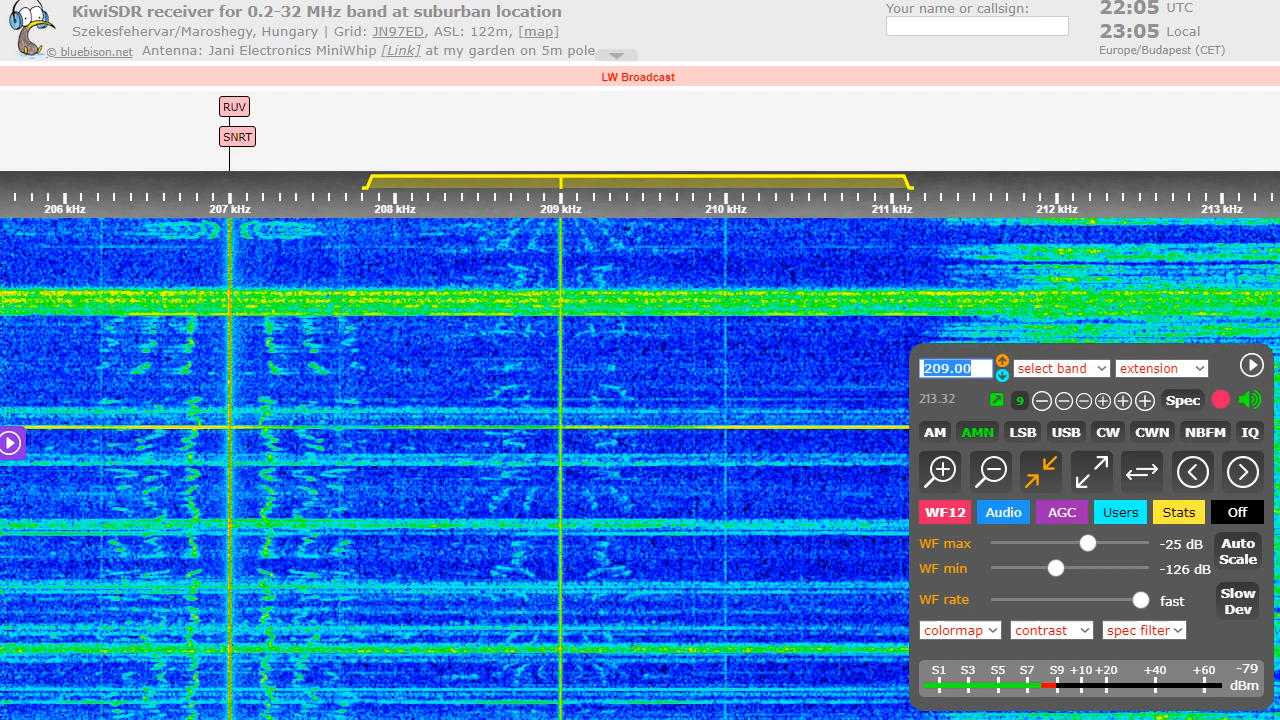 KiwiSDR receiver for 0.2-32 MHz band at suburban location
Szekesfehervar/Maroshegy, Hungary | Grid: JN97ED, ASL: 122m, [map]
© bluebison.net Antenna: Jani Electronics MiniWhip [Link] at my garden on 5m pole
Your name or callsign:
22:05 UTC
23:05 Local
Europe/Budapest (CET)
LW Broadcast
RUV
SNRT
206 kHz 207 kHz 208 kHz 209 kHz 210 kHz 211 kHz 212 kHz 213 kHz
209.00 select band extension
213.32 9 Spec
AM AMN LSB USB CW CWN NBFM IQ
WF12 Audio AGC Users Stats Off
WF max -25 dB Auto Scale
WF min -126 dB
WF rate fast Slow Dev
colormap contrast spec filter
S1 S3 S5 S7 S9 +10 +20 +40 +60 -79 dBm